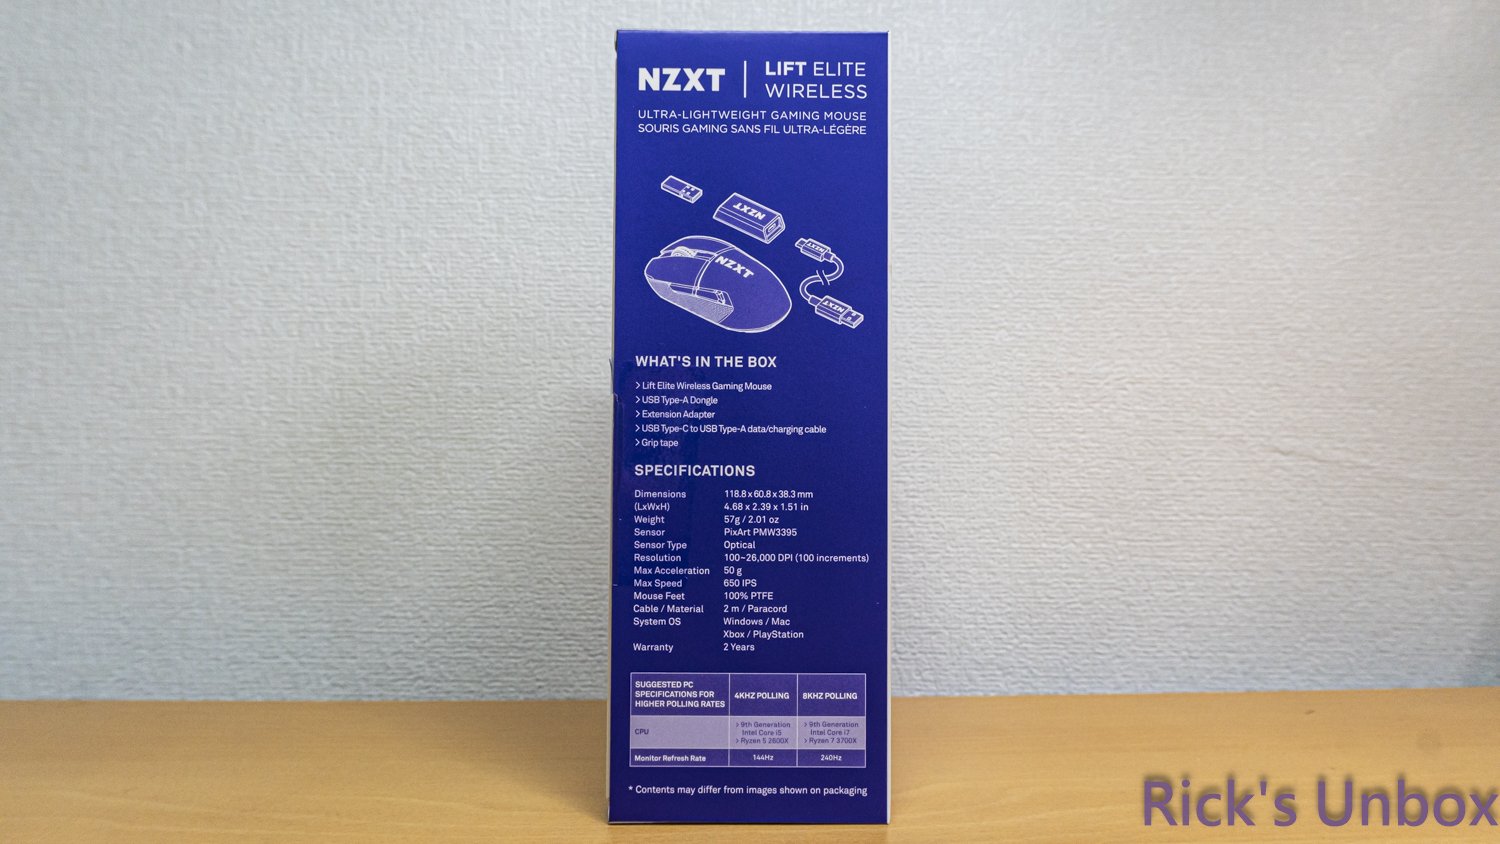 NZXT | LIFT ELITE
WIRELESS
ULTRA-LIGHTWEIGHT GAMING MOUSE
SOURIS GAMING SANS FIL ULTRA-LÉGÈRE
NZXT
NZXT
NZXT
NZXT
WHAT'S IN THE BOX
> Lift Elite Wireless Gaming Mouse
> USB Type-A Dongle
> Extension Adapter
> USB Type-C to USB Type-A data/charging cable
> Grip tape
SPECIFICATIONS
Dimensions 118.8 x 60.8 x 38.3 mm
(LxWxH) 4.68 x 2.39 x 1.51 in
Weight 57g / 2.01 oz
Sensor PixArt PMW3395
Sensor Type Optical
Resolution 100~26,000 DPI (100 increments)
Max Acceleration 50 g
Max Speed 650 IPS
Mouse Feet 100% PTFE
Cable / Material 2 m / Paracord
System OS Windows / Mac
Xbox / PlayStation
Warranty 2 Years
SUGGESTED PC
SPECIFICATIONS FOR
HIGHER POLLING RATES
4KHZ POLLING
8KHZ POLLING
CPU
> 9th Generation
Intel Core i5
> Ryzen 5 2600X
> 9th Generation
Intel Core i7
> Ryzen 7 3700X
Monitor Refresh Rate 144Hz 240Hz
* Contents may differ from images shown on packaging
Rick's Unbox